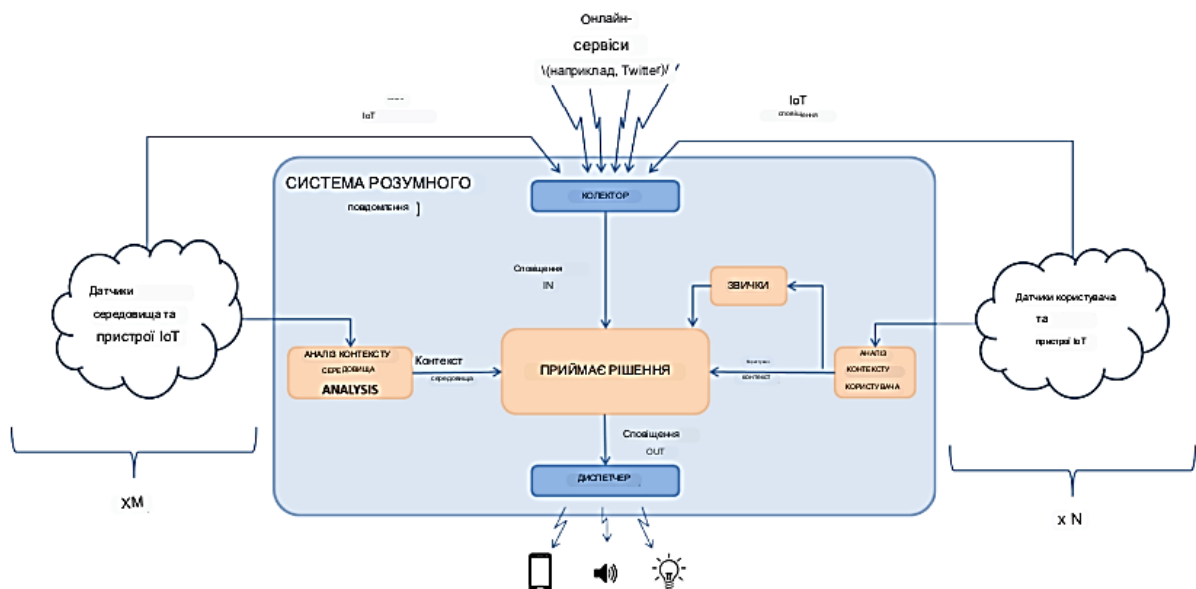 Онлайн-
сервіси
\(наприклад, Twitter)/
IoT
IoT
сповіщення
СИСТЕМА РОЗУМНОГО
повідомлення ]
КОЛЕКТОР
Сповіщення
IN
ЗВИЧКИ
Датчики
середовища та
пристрої IoT
Датчики користувача
та
пристрої IoT
АНАЛІЗ КОНТЕКСТУ
СЕРЕДОВИЩА
ANALYSIS
Контекст
середовища
ПРИЙМАЄ РІШЕННЯ
контекст
АНАЛІЗ
КОНТЕКСТУ
КОРИСТУВАЧА
Сповіщення
OUT
ДИСПЕТЧЕР
XM
x N